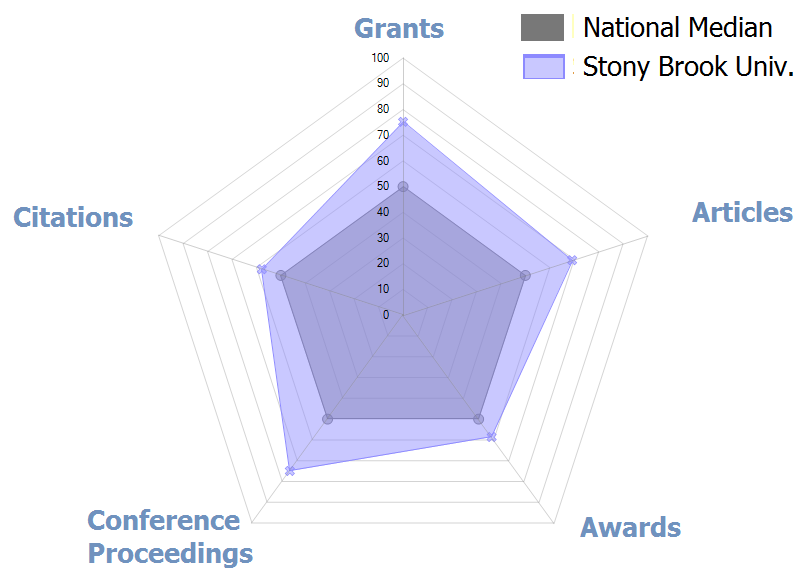 Grants
National Median
Stony Brook Univ.
100
90
80
70
60
50
40
30
20
10
0
Citations
Articles
Conference
Proceedings
Awards